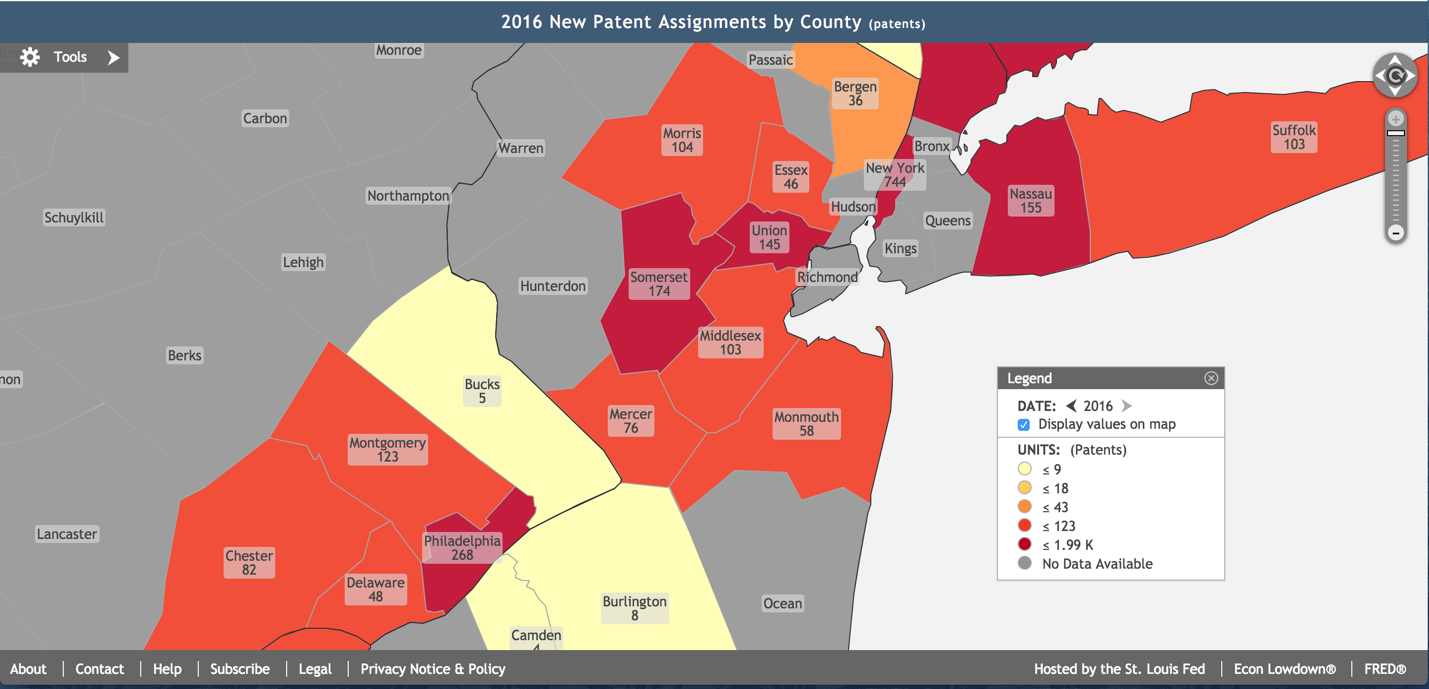 2016 New Patent Assignments by County (patents)
Tools
Monroe
Passaic
Bergen
36
Carbon
Morris
104
Suffolk
103
Warren
Bronx
Essex
46
New York
744
Northampton
Nassau
155
Hudson
Schuylkill
Queens
Union
145
Kings
Lehigh
Richmond
Somerset
174
Hunterdon
Middlesex
103
Berks
non
Bucks
5
Mercer
76
Monmouth
58
Montgomery
123
Lancaster
Philadelphia
268
Chester
82
Delaware
48
Burlington
8
Ocean
Camden
4
Legend
DATE: 2016
Display values on map
UNITS: (Patents)
≤ 9
≤ 18
≤ 43
≤ 123
≤ 1.99 K
No Data Available
About | Contact | Help | Subscribe | Legal | Privacy Notice & Policy
Hosted by the St. Louis Fed | Econ Lowdown® | FRED®